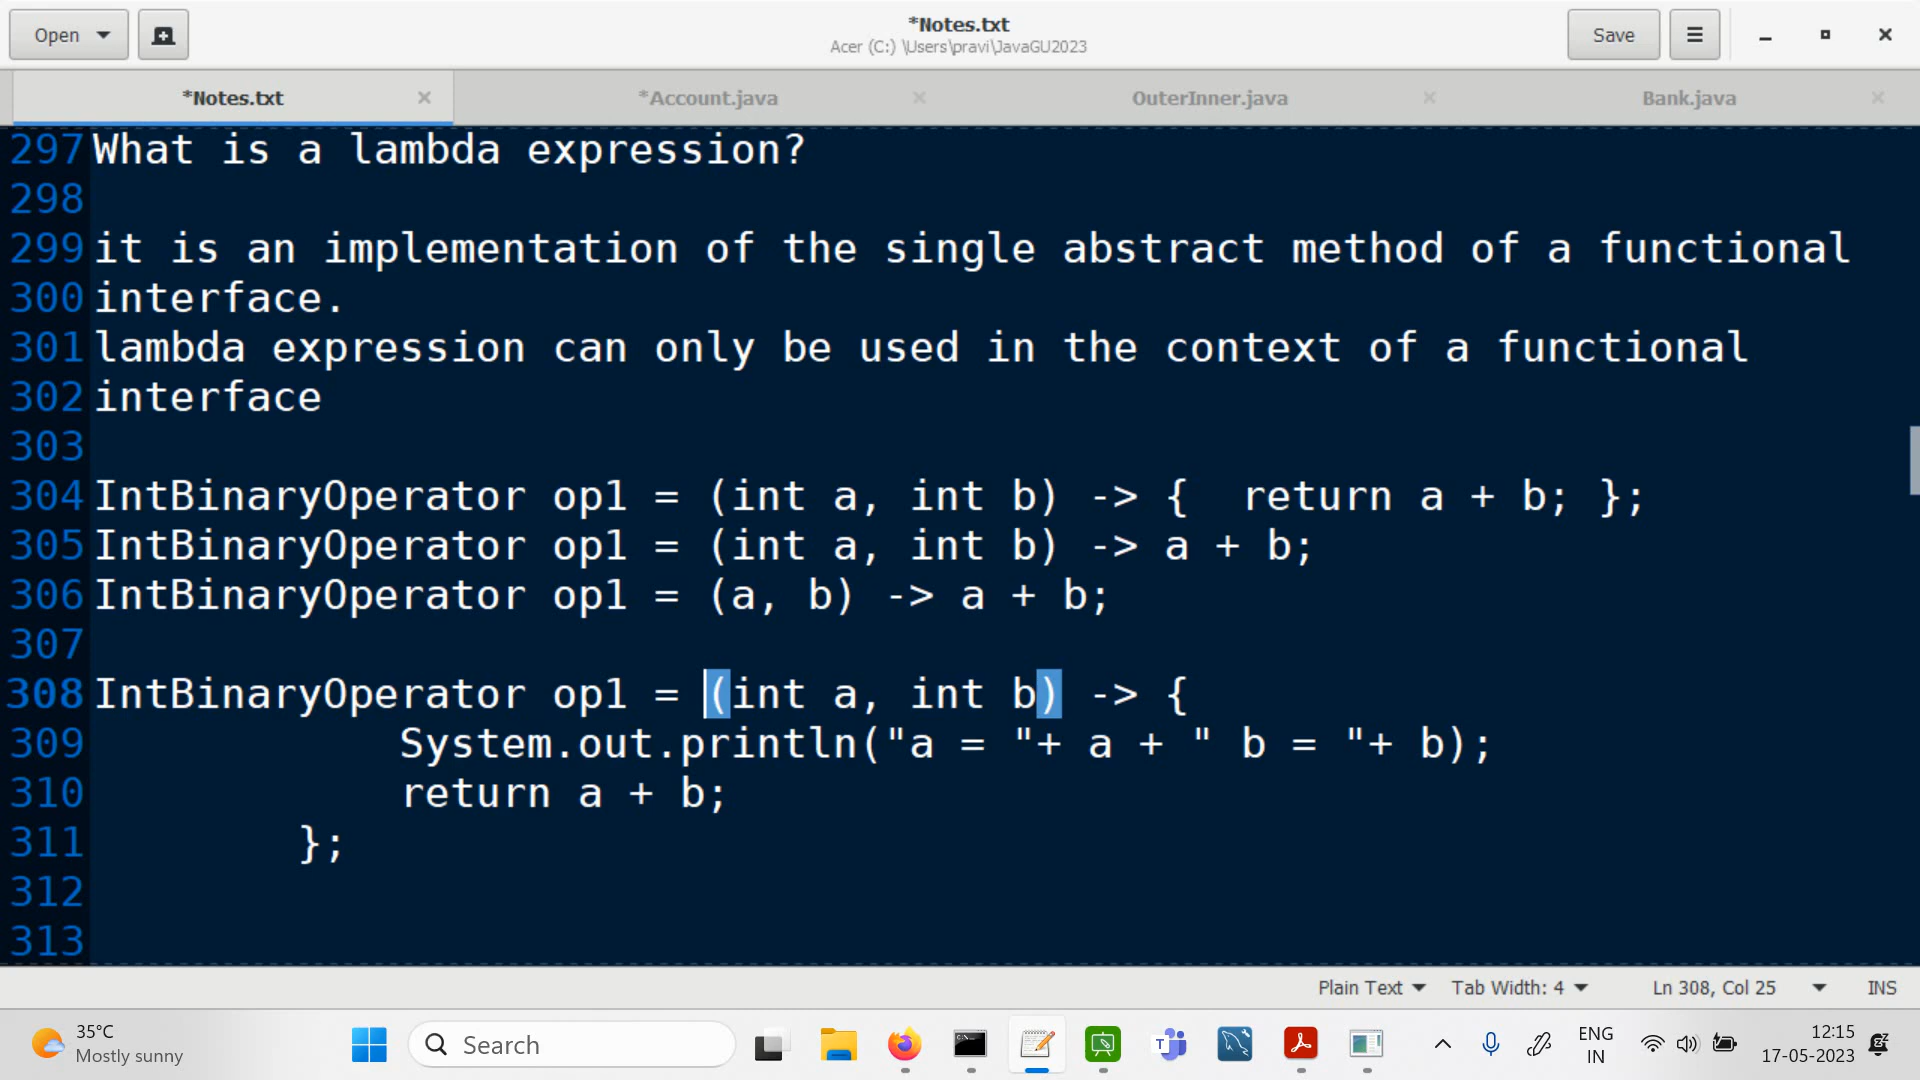 Open
*Notes.txt
Acer (C:) \Users\pravi\JavaGU2023
Save
*Notes.txt
*Account.java
OuterInner.java
Bank.java
297 What is a lambda expression?
298
299 it is an implementation of the single abstract method of a functional
300 interface.
301 lambda expression can only be used in the context of a functional
302 interface
303
304 IntBinaryOperator op1 = (int a, int b) -> {  return a + b; };
305 IntBinaryOperator op1 = (int a, int b) -> a + b;
306 IntBinaryOperator op1 = (a, b) -> a + b;
307
308 IntBinaryOperator op1 = (int a, int b) -> {
309             System.out.println("a = "+ a + " b = "+ b);
310             return a + b;
311         };
312
313
Plain Text Tab Width: 4 Ln 308, Col 25 INS
35°C
Mostly sunny
Search
ENG
IN
12:15
17-05-2023